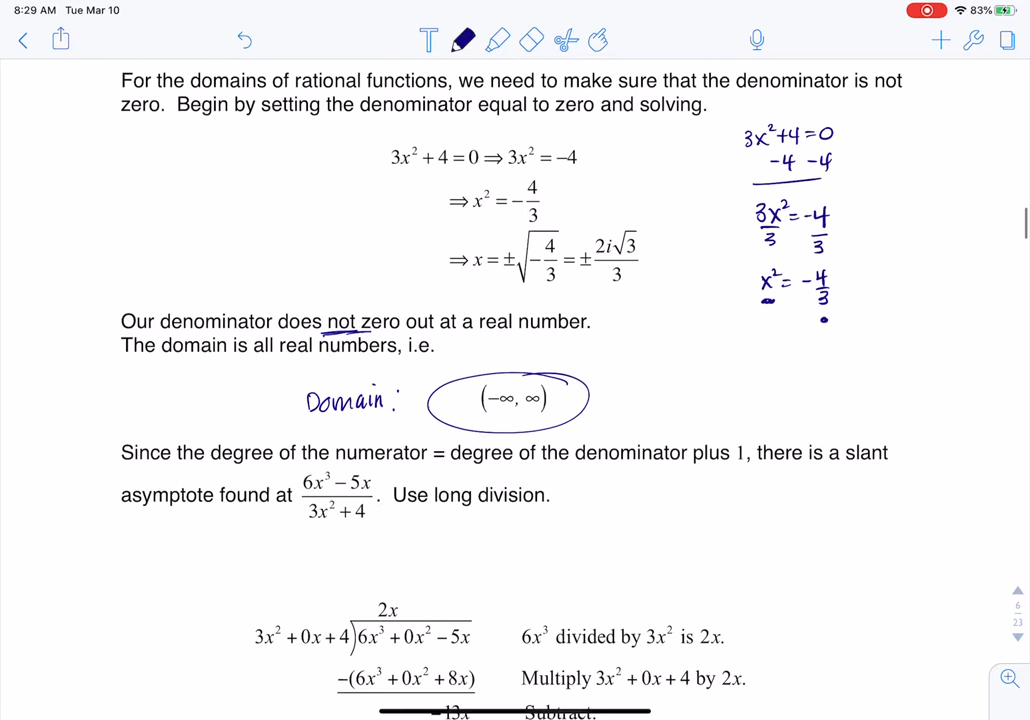 8:29 AM Tue Mar 10
83%
T
For the domains of rational functions, we need to make sure that the denominator is not
zero. Begin by setting the denominator equal to zero and solving.
3x² + 4 = 0 ⇒ 3x² = −4
⇒ x² = −4/3
⇒ x = ±√(−4/3) = ±2i√3/3
3x²+4=0
-4 -4
3x²/3 = -4/3
x² = -4/3
Our denominator does not zero out at a real number.
The domain is all real numbers, i.e.
Domain: (−∞, ∞)
Since the degree of the numerator = degree of the denominator plus 1, there is a slant
asymptote found at (6x³ − 5x)/(3x² + 4). Use long division.
2x
3x² + 0x + 4)6x³ + 0x² − 5x 6x³ divided by 3x² is 2x.
−(6x³ + 0x² + 8x) Multiply 3x² + 0x + 4 by 2x.
−13x Subtract.
6
23